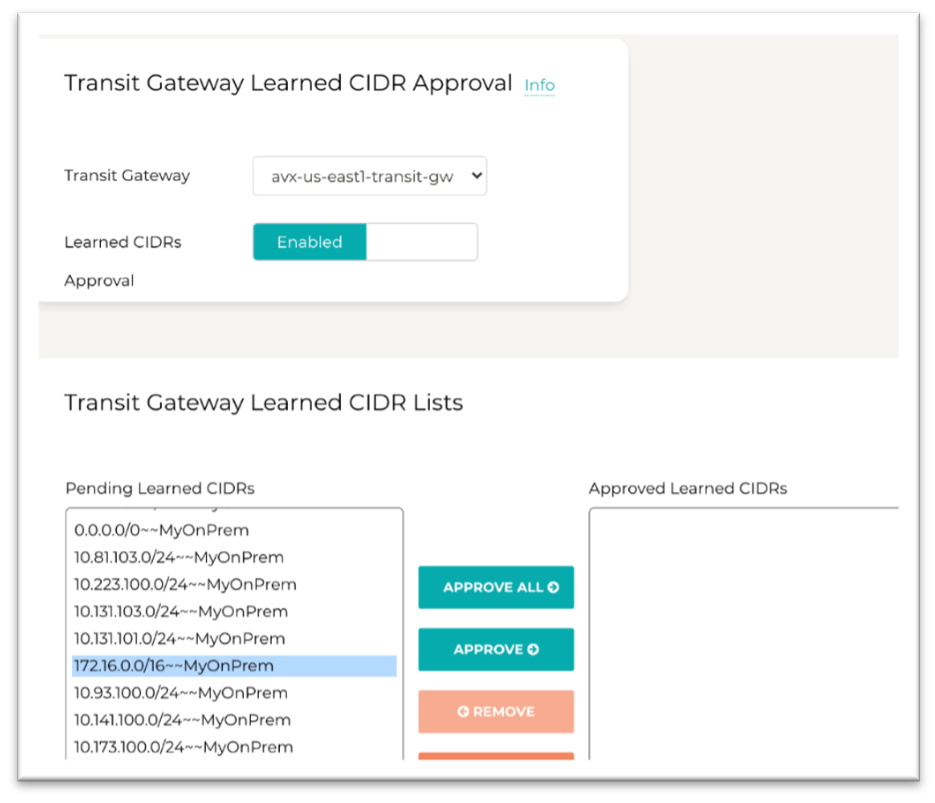 Transit Gateway Learned CIDR Approval Info
Transit Gateway
avx-us-east1-transit-gw
Learned CIDRs
Approval
Enabled
Transit Gateway Learned CIDR Lists
Pending Learned CIDRs
0.0.0.0/0~~MyOnPrem
10.81.103.0/24~~MyOnPrem
10.223.100.0/24~~MyOnPrem
10.131.103.0/24~~MyOnPrem
10.131.101.0/24~~MyOnPrem
172.16.0.0/16~~MyOnPrem
10.93.100.0/24~~MyOnPrem
10.141.100.0/24~~MyOnPrem
10.173.100.0/24~~MyOnPrem
APPROVE ALL
APPROVE
REMOVE
Approved Learned CIDRs